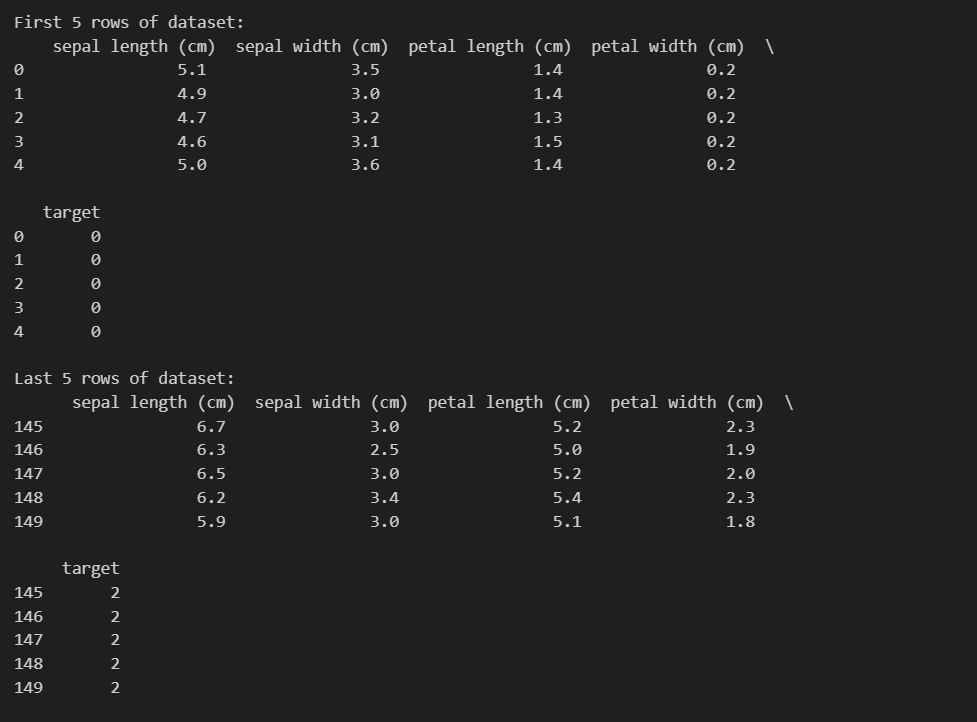 First 5 rows of dataset:
   sepal length (cm)  sepal width (cm)  petal length (cm)  petal width (cm)  \
0                5.1               3.5                1.4               0.2
1                4.9               3.0                1.4               0.2
2                4.7               3.2                1.3               0.2
3                4.6               3.1                1.5               0.2
4                5.0               3.6                1.4               0.2
   target
0       0
1       0
2       0
3       0
4       0
Last 5 rows of dataset:
     sepal length (cm)  sepal width (cm)  petal length (cm)  petal width (cm)  \
145                6.7               3.0                5.2               2.3
146                6.3               2.5                5.0               1.9
147                6.5               3.0                5.2               2.0
148                6.2               3.4                5.4               2.3
149                5.9               3.0                5.1               1.8
     target
145       2
146       2
147       2
148       2
149       2